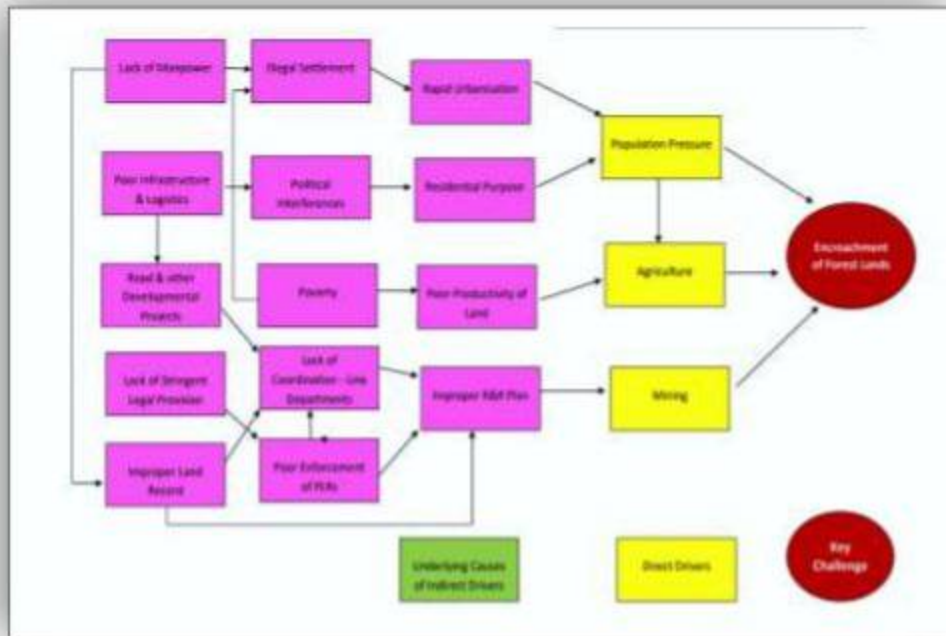 Lack of Manpower
Illegal Settlement
Rapid Urbanisation
Population Pressure
Poor Infrastructure
& Logistics
Political
Interferences
Residential Purpose
Encroachment
of Forest Lands
Road & other
Developmental
Projects
Poverty
Poor Productivity of
Land
Agriculture
Lack of Stringent
Legal Provision
Lack of
Coordination - Line
Departments
Improper R&R Plan
Mining
Improper Land
Record
Poor Enforcement
of
Underlying Causes
of Indirect Drivers
Direct Drivers
Key
Challenge